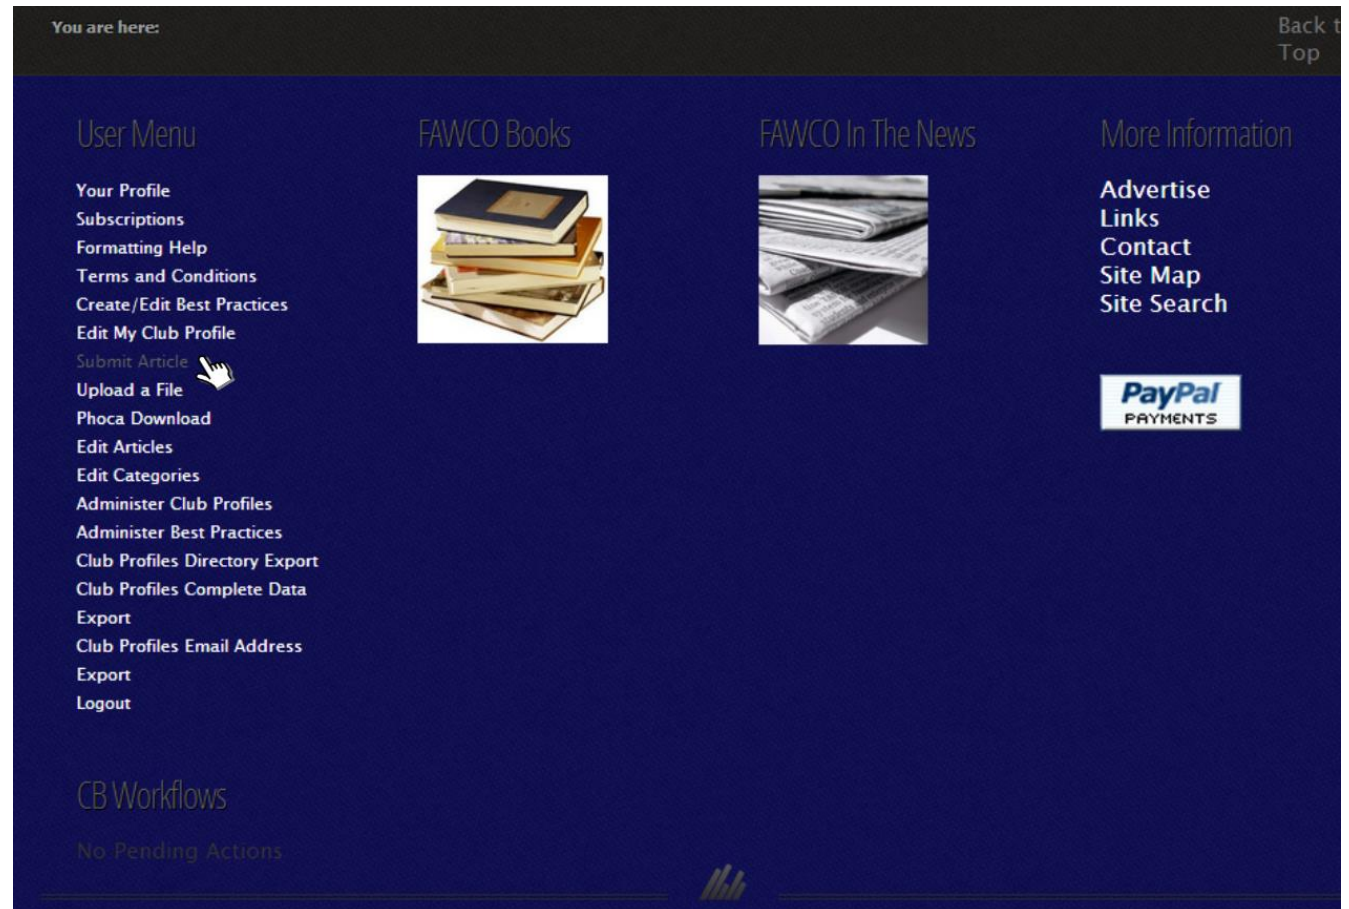 You are here:
Back t
Top
User Menu
Your Profile
Subscriptions
Formatting Help
Terms and Conditions
Create/Edit Best Practices
Edit My Club Profile
Submit Article
Upload a File
Phoca Download
Edit Articles
Edit Categories
Administer Club Profiles
Administer Best Practices
Club Profiles Directory Export
Club Profiles Complete Data
Export
Club Profiles Email Address
Export
Logout
FAWCO Books
FAWCO In The News
More Information
Advertise
Links
Contact
Site Map
Site Search
PayPal
PAYMENTS
CB Workflows
No Pending Actions